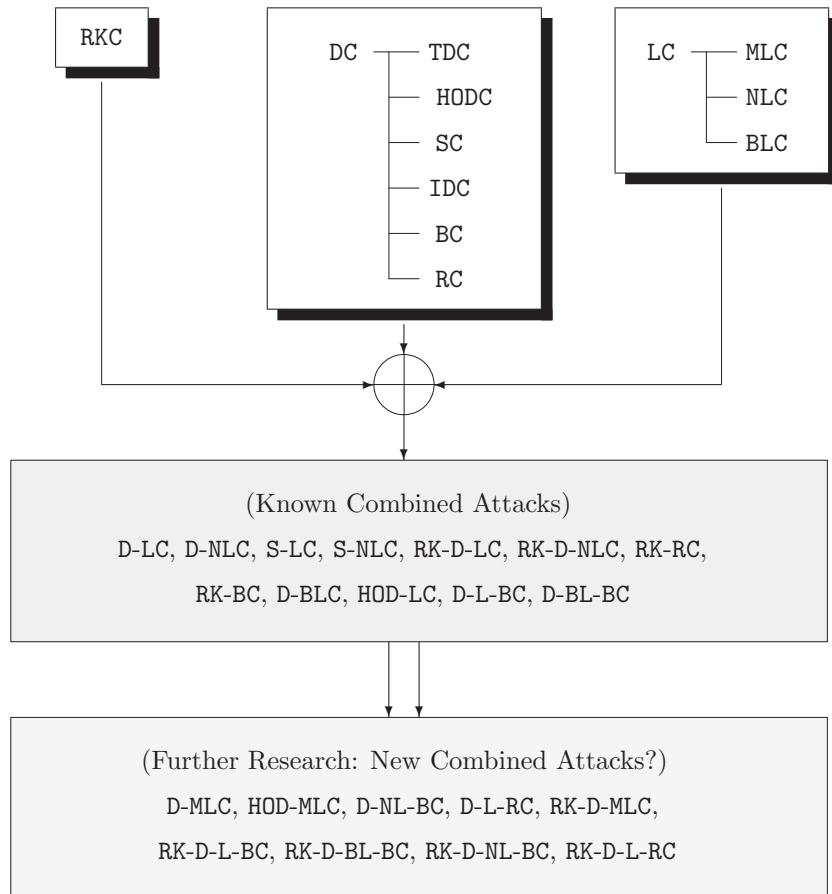 RKC
DC TDC
HODC
SC
IDC
BC
RC
LC MLC
NLC
BLC
(Known Combined Attacks)
D-LC, D-NLC, S-LC, S-NLC, RK-D-LC, RK-D-NLC, RK-RC,
RK-BC, D-BLC, HOD-LC, D-L-BC, D-BL-BC
(Further Research: New Combined Attacks?)
D-MLC, HOD-MLC, D-NL-BC, D-L-RC, RK-D-MLC,
RK-D-L-BC, RK-D-BL-BC, RK-D-NL-BC, RK-D-L-RC